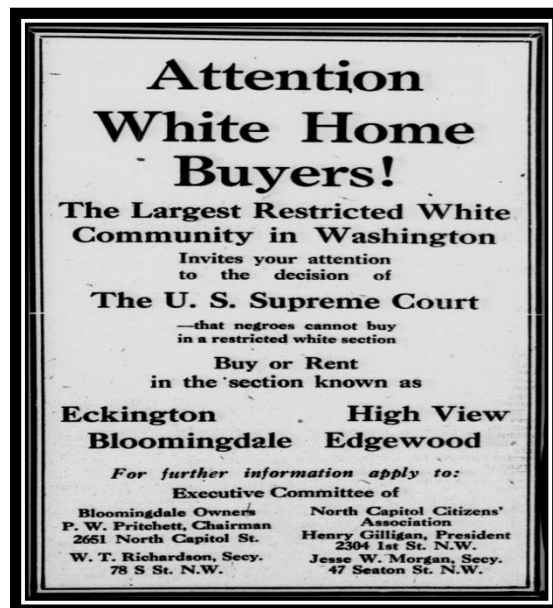 Attention
White Home
Buyers!
The Largest Restricted White
Community in Washington
Invites your attention
to the decision of
The U. S. Supreme Court
—that negroes cannot buy
in a restricted white section
Buy or Rent
in the section known as
Eckington High View
Bloomingdale Edgewood
For further information apply to:
Executive Committee of
Bloomingdale Owners
P. W. Pritchett, Chairman
2651 North Capitol St.
W. T. Richardson, Secy.
78 S St. N.W.
North Capitol Citizens'
Association
Henry Gilligan, President
2304 1st St. N.W.
Jesse W. Morgan, Secy.
47 Seaton St. N.W.